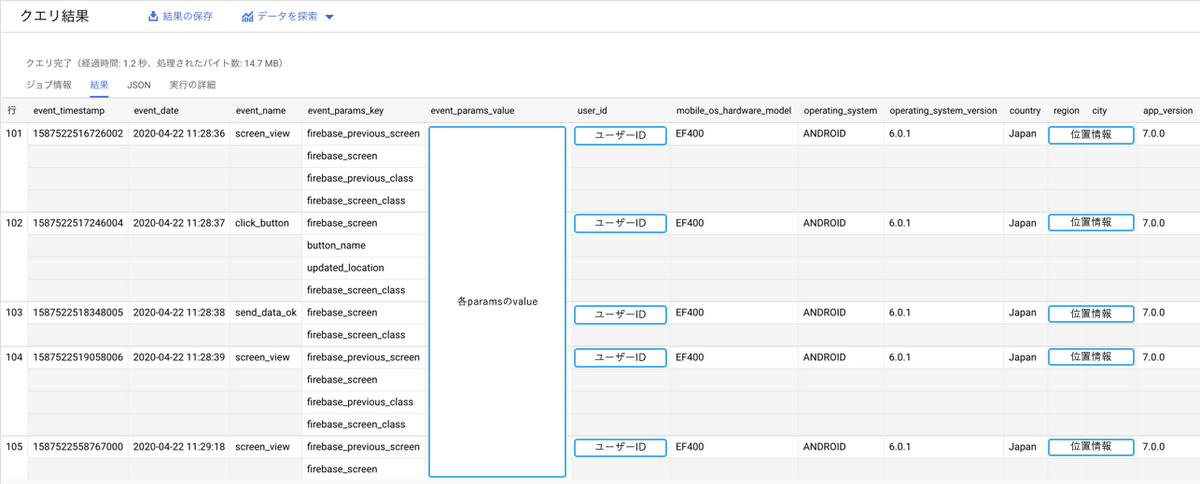 クエリ結果 結果の保存 データを探索
クエリ完了（経過時間: 1.2 秒、処理されたバイト数: 14.7 MB）
ジョブ情報 結果 JSON 実行の詳細
行 event_timestamp event_date event_name event_params_key event_params_value user_id mobile_os_hardware_model operating_system operating_system_version country region city app_version
101 1587522516726002 2020-04-22 11:28:36 screen_view firebase_previous_screen ユーザーID EF400 ANDROID 6.0.1 Japan 位置情報 7.0.0
firebase_screen
firebase_previous_class
firebase_screen_class
102 1587522517246004 2020-04-22 11:28:37 click_button firebase_screen ユーザーID EF400 ANDROID 6.0.1 Japan 位置情報 7.0.0
button_name
updated_location
firebase_screen_class
各paramsのvalue
103 1587522518348005 2020-04-22 11:28:38 send_data_ok firebase_screen ユーザーID EF400 ANDROID 6.0.1 Japan 位置情報 7.0.0
firebase_screen_class
104 1587522519058006 2020-04-22 11:28:39 screen_view firebase_previous_screen ユーザーID EF400 ANDROID 6.0.1 Japan 位置情報 7.0.0
firebase_screen
firebase_previous_class
firebase_screen_class
105 1587522558767000 2020-04-22 11:29:18 screen_view firebase_previous_screen ユーザーID EF400 ANDROID 6.0.1 Japan 位置情報 7.0.0
firebase_screen